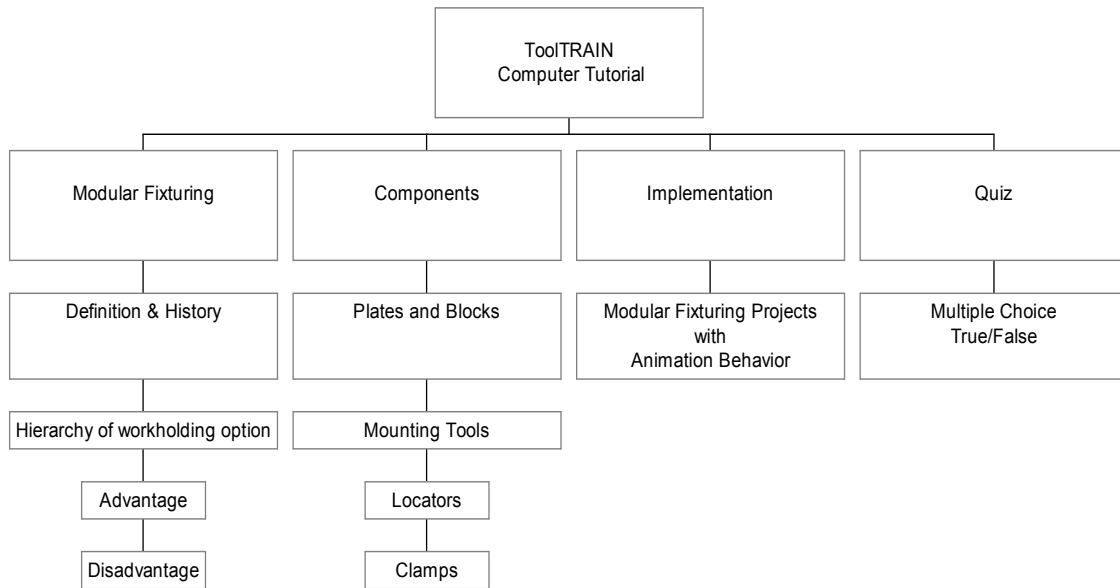 ToolTRAIN
Computer Tutorial
Modular Fixturing
Components
Implementation
Quiz
Definition & History
Plates and Blocks
Modular Fixturing Projects
with
Animation Behavior
Multiple Choice
True/False
Hierarchy of workholding option
Mounting Tools
Advantage
Locators
Disadvantage
Clamps